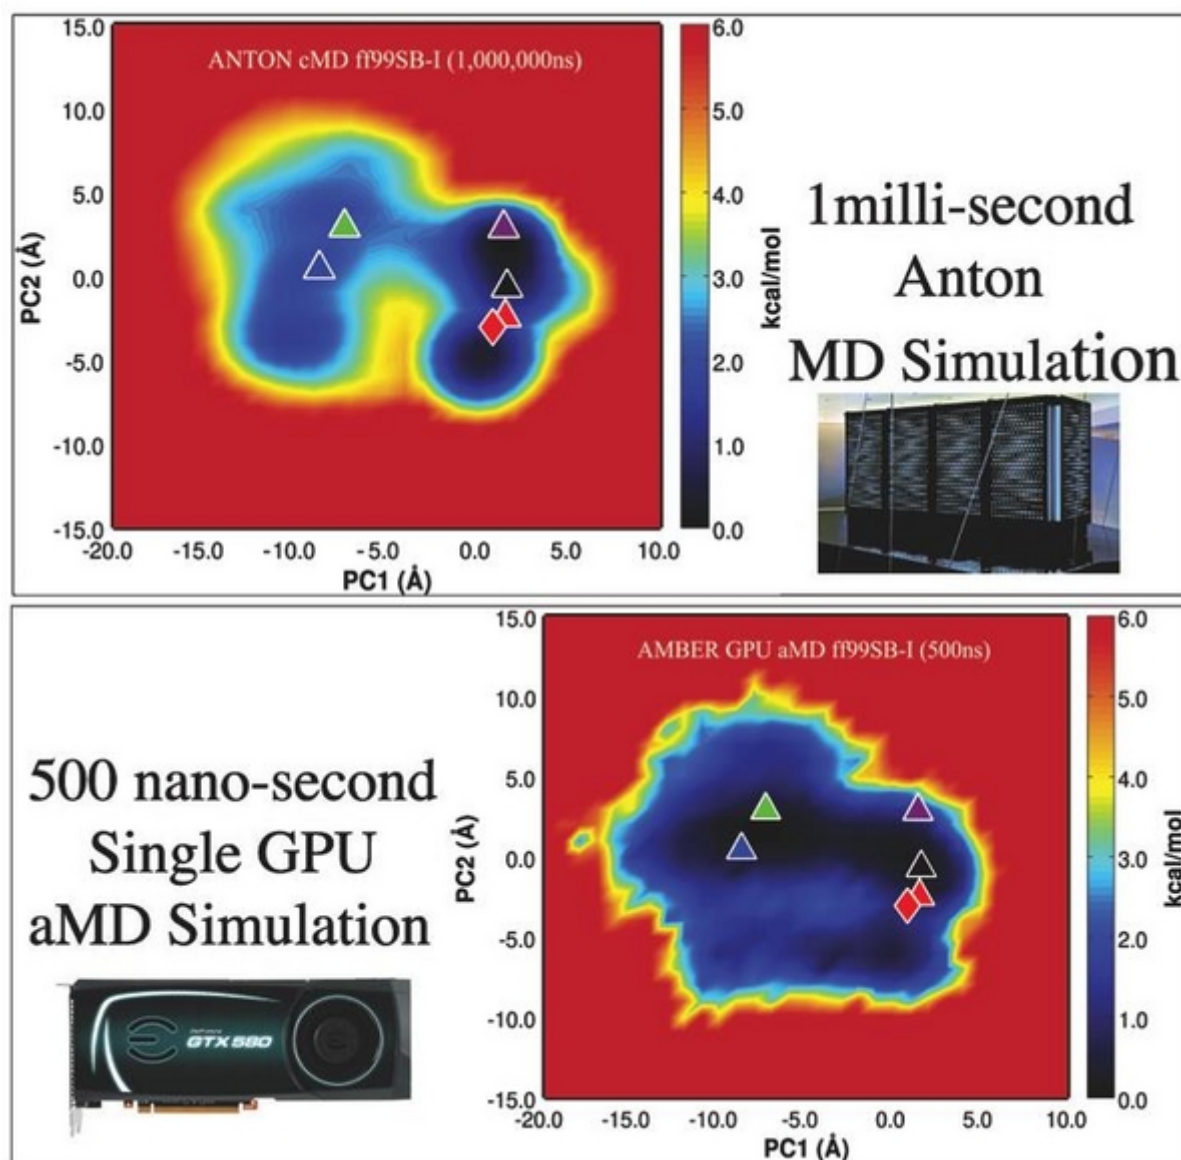 ANTON cMD ff99SB-I (1,000,000ns)
15.0
10.0
5.0
0.0
-5.0
-10.0
-15.0
PC2 (Å)
-20.0 -15.0 -10.0 -5.0 0.0 5.0 10.0
PC1 (Å)
6.0
5.0
4.0
3.0
2.0
1.0
0.0
kcal/mol
1milli-second
Anton
MD Simulation
500 nano-second
Single GPU
aMD Simulation
GEFORCE
GTX 580
AMBER GPU aMD ff99SB-I (500ns)
15.0
10.0
5.0
0.0
-5.0
-10.0
-15.0
PC2 (Å)
-20.0 -15.0 -10.0 -5.0 0.0 5.0 10.0
PC1 (Å)
6.0
5.0
4.0
3.0
2.0
1.0
0.0
kcal/mol